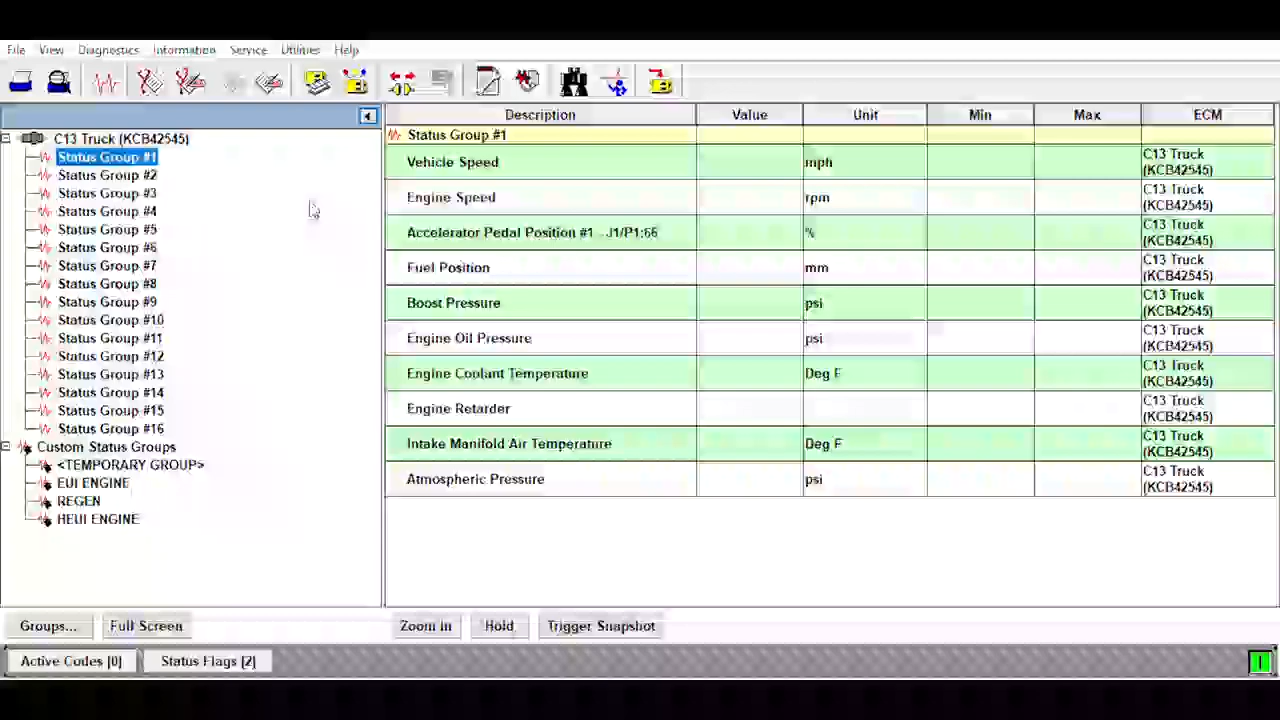 File View Diagnostics Information Service Utilities Help
Description Value Unit Min Max ECM
C13 Truck (KCB42545)
Status Group #1
Status Group #2
Status Group #3
Status Group #4
Status Group #5
Status Group #6
Status Group #7
Status Group #8
Status Group #9
Status Group #10
Status Group #11
Status Group #12
Status Group #13
Status Group #14
Status Group #15
Status Group #16
Custom Status Groups
<TEMPORARY GROUP>
EUI ENGINE
REGEN
HEUI ENGINE
Status Group #1
Vehicle Speed mph C13 Truck
(KCB42545)
Engine Speed rpm C13 Truck
(KCB42545)
Accelerator Pedal Position #1 - J1/P1:66 % C13 Truck
(KCB42545)
Fuel Position mm C13 Truck
(KCB42545)
Boost Pressure psi C13 Truck
(KCB42545)
Engine Oil Pressure psi C13 Truck
(KCB42545)
Engine Coolant Temperature Deg F C13 Truck
(KCB42545)
Engine Retarder C13 Truck
(KCB42545)
Intake Manifold Air Temperature Deg F C13 Truck
(KCB42545)
Atmospheric Pressure psi C13 Truck
(KCB42545)
Groups... Full Screen Zoom In Hold Trigger Snapshot
Active Codes [0] Status Flags [2]